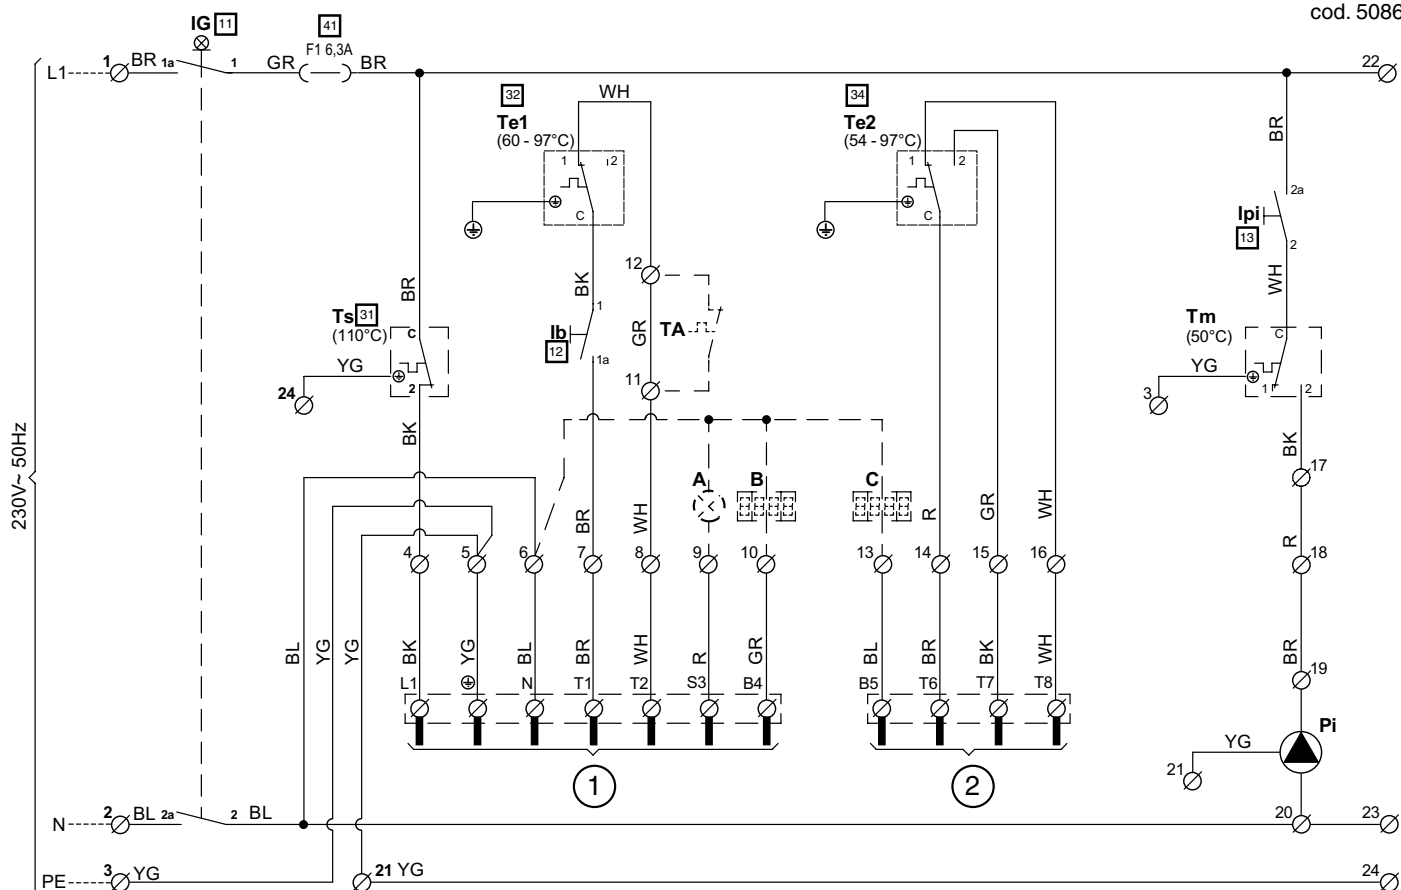 cod. 5086
IG 11
41
F1 6,3A
L1
1
BR
1a
1
GR
BR
22
32
WH
Te1
(60 - 97°C)
1
2
C
34
Te2
(54 - 97°C)
1
2
C
BR
2a
Ipi
13
2
WH
12
BK
BR
1
Ib
12
1a
GR
TA
11
Ts 31
(110°C)
C
YG
24
2
BK
Tm
(50°C)
C
YG
3
1
2
BK
17
230V~ 50Hz
A
B
C
BR
WH
R
GR
WH
R
18
4
5
6
7
8
9
10
13
14
15
16
BL
YG
YG
BK
YG
BL
BR
WH
R
GR
BL
BR
BK
WH
BR
19
L1
N
T1
T2
S3
B4
B5
T6
T7
T8
1
2
Pi
YG
21
N
2
BL
2a
2
BL
20
23
PE
3
YG
21 YG
24